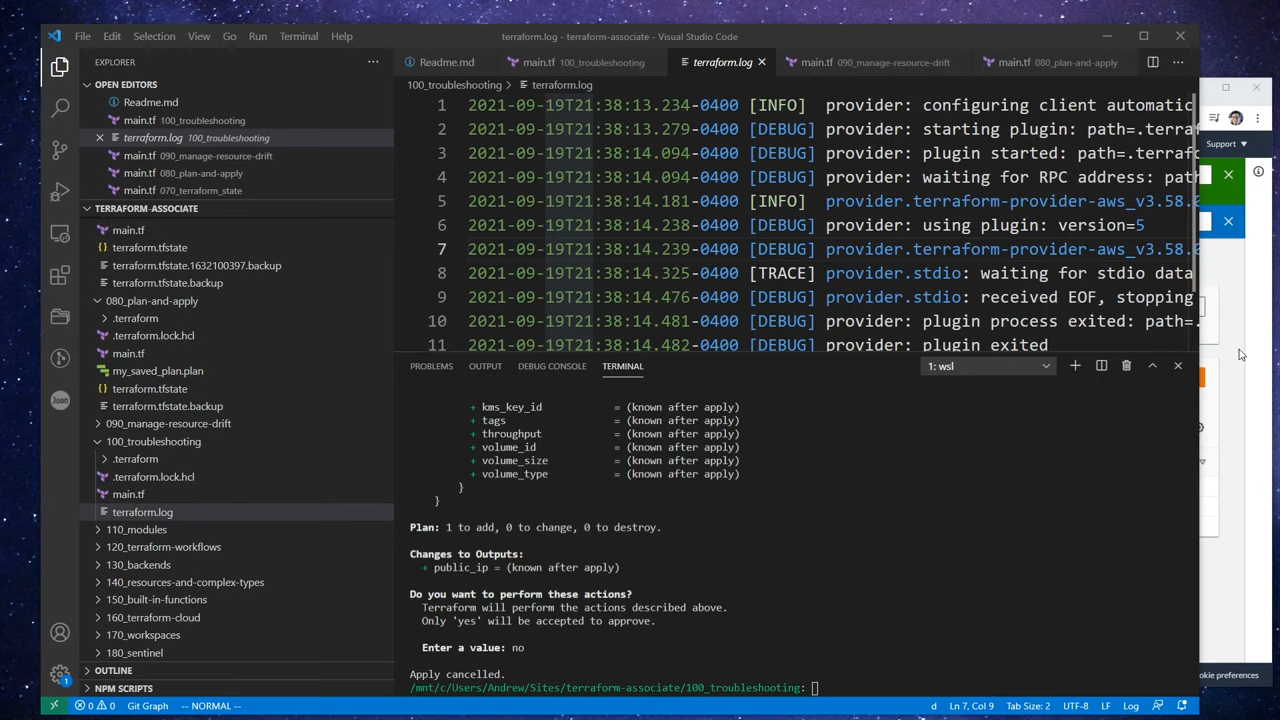 File Edit Selection View Go Run Terminal Help
terraform.log - terraform-associate - Visual Studio Code
EXPLORER
OPEN EDITORS
Readme.md
main.tf 100_troubleshooting
terraform.log 100_troubleshooting
main.tf 090_manage-resource-drift
main.tf 080_plan-and-apply
main.tf 070_terraform_state
TERRAFORM-ASSOCIATE
main.tf
terraform.tfstate
terraform.tfstate.1632100397.backup
terraform.tfstate.backup
080_plan-and-apply
.terraform
.terraform.lock.hcl
main.tf
my_saved_plan.plan
terraform.tfstate
terraform.tfstate.backup
090_manage-resource-drift
100_troubleshooting
.terraform
.terraform.lock.hcl
main.tf
terraform.log
110_modules
120_terraform-workflows
130_backends
140_resources-and-complex-types
150_built-in-functions
160_terraform-cloud
170_workspaces
180_sentinel
OUTLINE
NPM SCRIPTS
Json
1
Readme.md main.tf 100_troubleshooting terraform.log main.tf 090_manage-resource-drift main.tf 080_plan-and-apply
100_troubleshooting > terraform.log
1 2021-09-19T21:38:13.234-0400 [INFO] provider: configuring client automatic
2 2021-09-19T21:38:13.279-0400 [DEBUG] provider: starting plugin: path=.terraf
3 2021-09-19T21:38:14.094-0400 [DEBUG] provider: plugin started: path=.terrafo
4 2021-09-19T21:38:14.094-0400 [DEBUG] provider: waiting for RPC address: path
5 2021-09-19T21:38:14.181-0400 [INFO] provider.terraform-provider-aws_v3.58.0
6 2021-09-19T21:38:14.238-0400 [DEBUG] provider: using plugin: version=5
7 2021-09-19T21:38:14.239-0400 [DEBUG] provider.terraform-provider-aws_v3.58.0
8 2021-09-19T21:38:14.325-0400 [TRACE] provider.stdio: waiting for stdio data
9 2021-09-19T21:38:14.476-0400 [DEBUG] provider.stdio: received EOF, stopping
10 2021-09-19T21:38:14.481-0400 [DEBUG] provider: plugin process exited: path=.
11 2021-09-19T21:38:14.482-0400 [DEBUG] provider: plugin exited
PROBLEMS OUTPUT DEBUG CONSOLE TERMINAL 1: wsl
+ kms_key_id = (known after apply)
+ tags = (known after apply)
+ throughput = (known after apply)
+ volume_id = (known after apply)
+ volume_size = (known after apply)
+ volume_type = (known after apply)
}
}
Plan: 1 to add, 0 to change, 0 to destroy.
Changes to Outputs:
+ public_ip = (known after apply)
Do you want to perform these actions?
Terraform will perform the actions described above.
Only 'yes' will be accepted to approve.
Enter a value: no
Apply cancelled.
/mnt/c/Users/Andrew/Sites/terraform-associate/100_troubleshooting:
0 0 Git Graph -- NORMAL -- d Ln 7, Col 9 Tab Size: 2 UTF-8 LF Log
Support
okie preferences